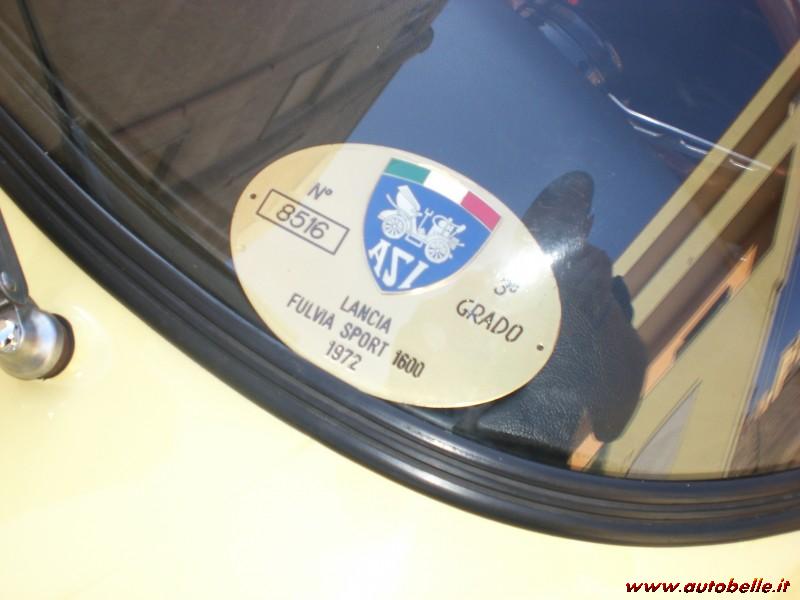 N°
8516
ASI
3°
GRADO
LANCIA
FULVIA SPORT 1600
1972
www.autobelle.it